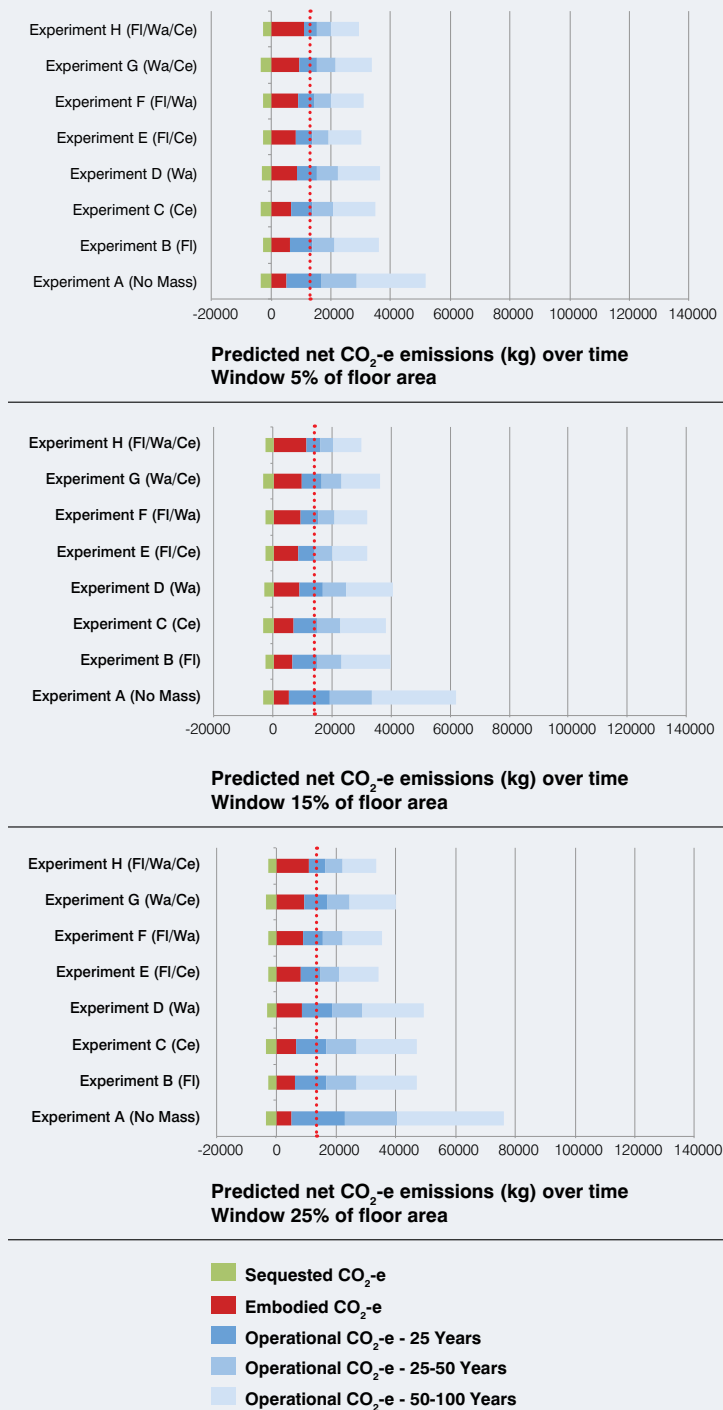 Experiment H (Fl/Wa/Ce)
Experiment G (Wa/Ce)
Experiment F (Fl/Wa)
Experiment E (Fl/Ce)
Experiment D (Wa)
Experiment C (Ce)
Experiment B (Fl)
Experiment A (No Mass)
-20000 0 20000 40000 60000 80000 100000 120000 140000
Predicted net CO₂-e emissions (kg) over time
Window 5% of floor area
Experiment H (Fl/Wa/Ce)
Experiment G (Wa/Ce)
Experiment F (Fl/Wa)
Experiment E (Fl/Ce)
Experiment D (Wa)
Experiment C (Ce)
Experiment B (Fl)
Experiment A (No Mass)
-20000 0 20000 40000 60000 80000 100000 120000 140000
Predicted net CO₂-e emissions (kg) over time
Window 15% of floor area
Experiment H (Fl/Wa/Ce)
Experiment G (Wa/Ce)
Experiment F (Fl/Wa)
Experiment E (Fl/Ce)
Experiment D (Wa)
Experiment C (Ce)
Experiment B (Fl)
Experiment A (No Mass)
-20000 0 20000 40000 60000 80000 100000 120000 140000
Predicted net CO₂-e emissions (kg) over time
Window 25% of floor area
Sequested CO₂-e
Embodied CO₂-e
Operational CO₂-e - 25 Years
Operational CO₂-e - 25-50 Years
Operational CO₂-e - 50-100 Years